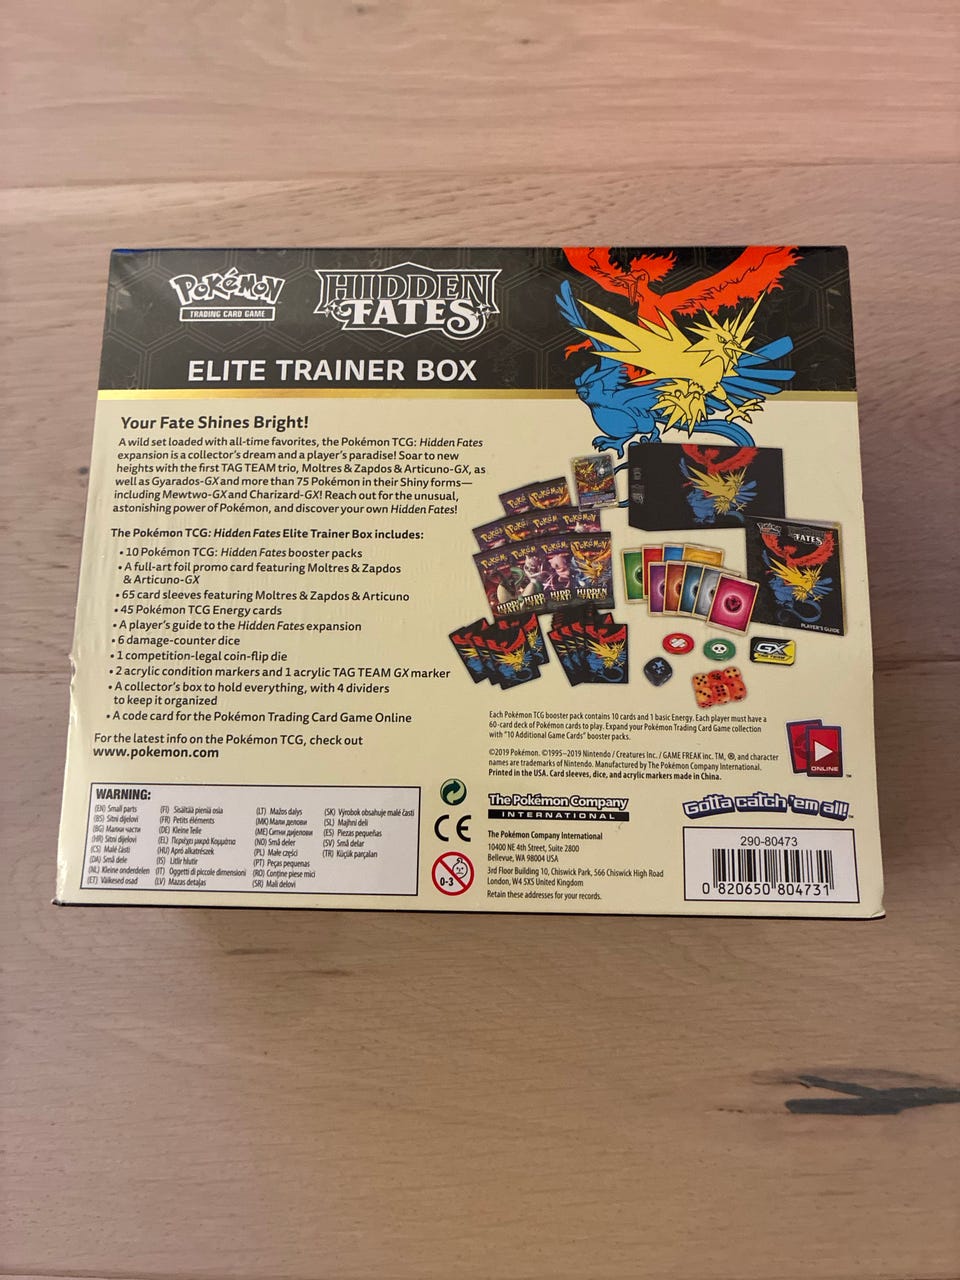 Pokémon
TRADING CARD GAME
HIDDEN
FATES
ELITE TRAINER BOX
Your Fate Shines Bright!
A wild set loaded with all-time favorites, the Pokémon TCG: Hidden Fates
expansion is a collector's dream and a player's paradise! Soar to new
heights with the first TAG TEAM trio, Moltres & Zapdos & Articuno-GX, as
well as Gyarados-GX and more than 75 Pokémon in their Shiny forms—
including Mewtwo-GX and Charizard-GX! Reach out for the unusual,
astonishing power of Pokémon, and discover your own Hidden Fates!
The Pokémon TCG: Hidden Fates Elite Trainer Box includes:
• 10 Pokémon TCG: Hidden Fates booster packs
• A full-art foil promo card featuring Moltres & Zapdos
& Articuno-GX
• 65 card sleeves featuring Moltres & Zapdos & Articuno
• 45 Pokémon TCG Energy cards
• A player's guide to the Hidden Fates expansion
• 6 damage-counter dice
• 1 competition-legal coin-flip die
• 2 acrylic condition markers and 1 acrylic TAG TEAM GX marker
• A collector's box to hold everything, with 4 dividers
to keep it organized
• A code card for the Pokémon Trading Card Game Online
For the latest info on the Pokémon TCG, check out
www.pokemon.com
FATES
PLAYER'S GUIDE
GX
Each Pokémon TCG booster pack contains 10 cards and 1 basic Energy. Each player must have a
60-card deck of Pokémon cards to play. Expand your Pokémon Trading Card Game collection
with "10 Additional Game Cards" booster packs.
©2019 Pokémon. ©1995–2019 Nintendo / Creatures Inc. / GAME FREAK inc. TM, ®, and character
names are trademarks of Nintendo. Manufactured by The Pokémon Company International.
Printed in the USA. Card sleeves, dice, and acrylic markers made in China.
ONLINE
TM
WARNING:
(EN) Small parts
(BS) Sitni dijelovi
(BG) Малки части
(HR) Sitni dijelovi
(CS) Malé části
(DA) Små dele
(NL) Kleine onderdelen
(ET) Väikesed osad
(FI) Sisältää pieniä osia
(FR) Petits éléments
(DE) Kleine Teile
(EL) Περιέχει μικρά Κομμάτια
(HU) Apró alkatrészek
(IS) Litlir hlutir
(IT) Oggetti di piccole dimensioni
(LV) Mazas detaļas
(LT) Mažos dalys
(MK) Мали делови
(ME) Ситни дијелови
(NO) Små deler
(PL) Małe części
(PT) Peças pequenas
(RO) Conține piese mici
(SR) Mali delovi
(SK) Výrobok obsahuje malé časti
(SL) Majhni deli
(ES) Piezas pequeñas
(SV) Små delar
(TR) Küçük parçaları
CE
0-3
The Pokémon Company
INTERNATIONAL
The Pokémon Company International
10400 NE 4th Street, Suite 2800
Bellevue, WA 98004 USA
3rd Floor Building 10, Chiswick Park, 566 Chiswick High Road
London, W4 5XS United Kingdom
Retain these addresses for your records.
Gotta catch 'em all!
290-80473
0 820650 804731